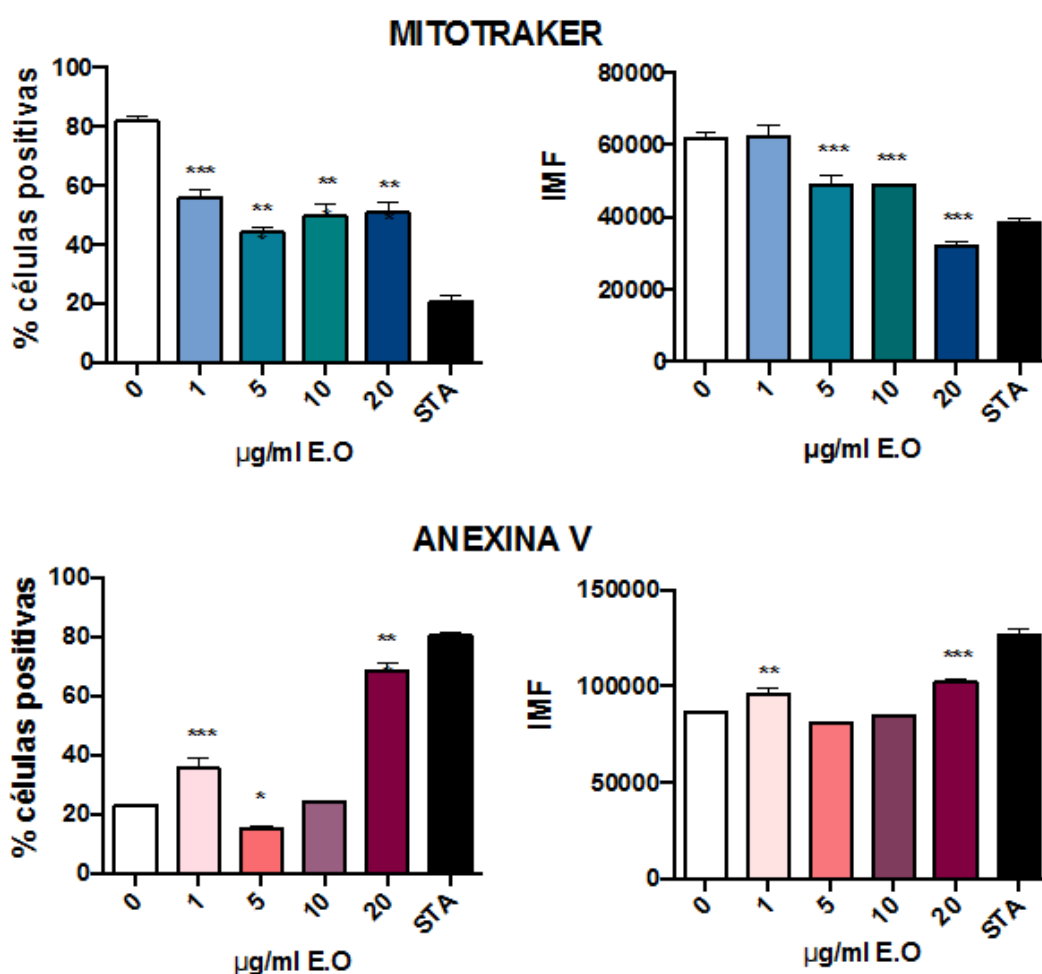 MITOTRAKER
% células positivas
100
80
60
40
20
0
***
**
**
**
0 1 5 10 20 STA
µg/ml E.O
IMF
80000
60000
40000
20000
0
***
***
***
0 1 5 10 20 STA
µg/ml E.O
ANEXINA V
% células positivas
100
80
60
40
20
0
***
*
**
0 1 5 10 20 STA
µg/ml E.O
IMF
150000
100000
50000
0
**
***
0 1 5 10 20 STA
µg/ml E.O